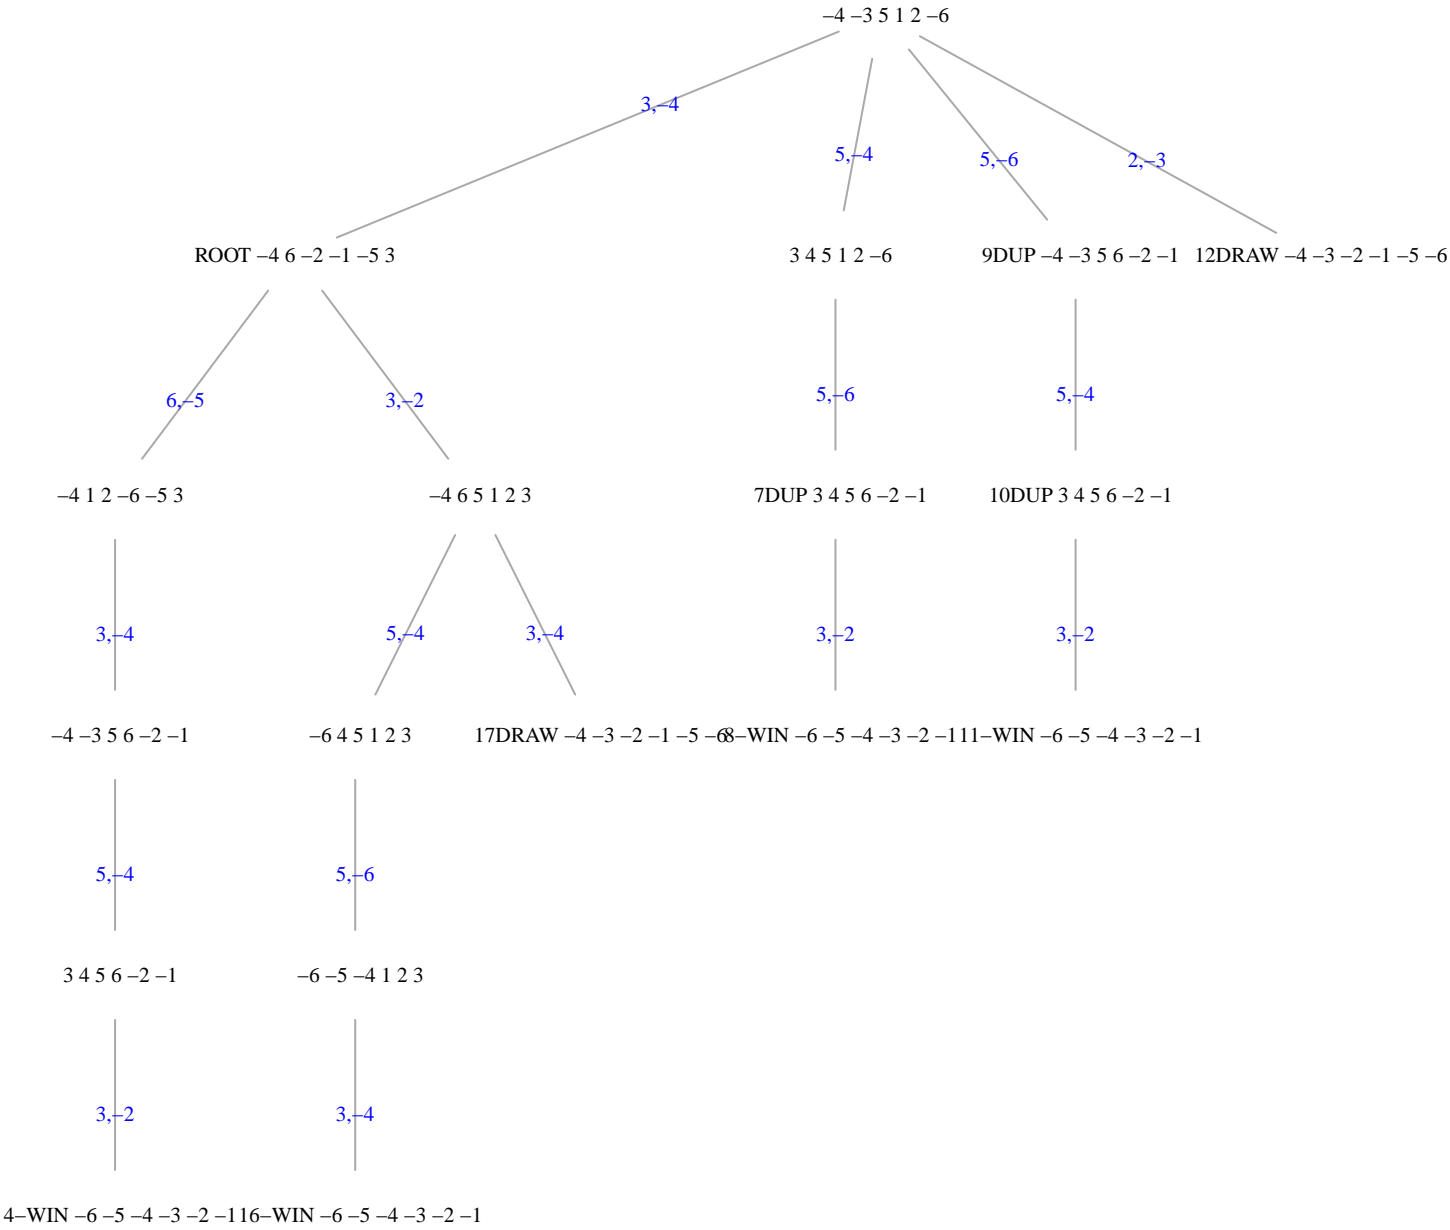 –4 –3 5 1 2 –6
3,–4
5,–4
5,–6
2,–3
ROOT –4 6 –2 –1 –5 3
3 4 5 1 2 –6
9DUP –4 –3 5 6 –2 –1
12DRAW –4 –3 –2 –1 –5 –6
6,–5
3,–2
5,–6
5,–4
–4 1 2 –6 –5 3
–4 6 5 1 2 3
7DUP 3 4 5 6 –2 –1
10DUP 3 4 5 6 –2 –1
3,–4
5,–4
3,–4
3,–2
3,–2
–4 –3 5 6 –2 –1
–6 4 5 1 2 3
17DRAW –4 –3 –2 –1 –5 –6
8–WIN –6 –5 –4 –3 –2 –1
11–WIN –6 –5 –4 –3 –2 –1
5,–4
5,–6
3 4 5 6 –2 –1
–6 –5 –4 1 2 3
3,–2
3,–4
4–WIN –6 –5 –4 –3 –2 –1
16–WIN –6 –5 –4 –3 –2 –1